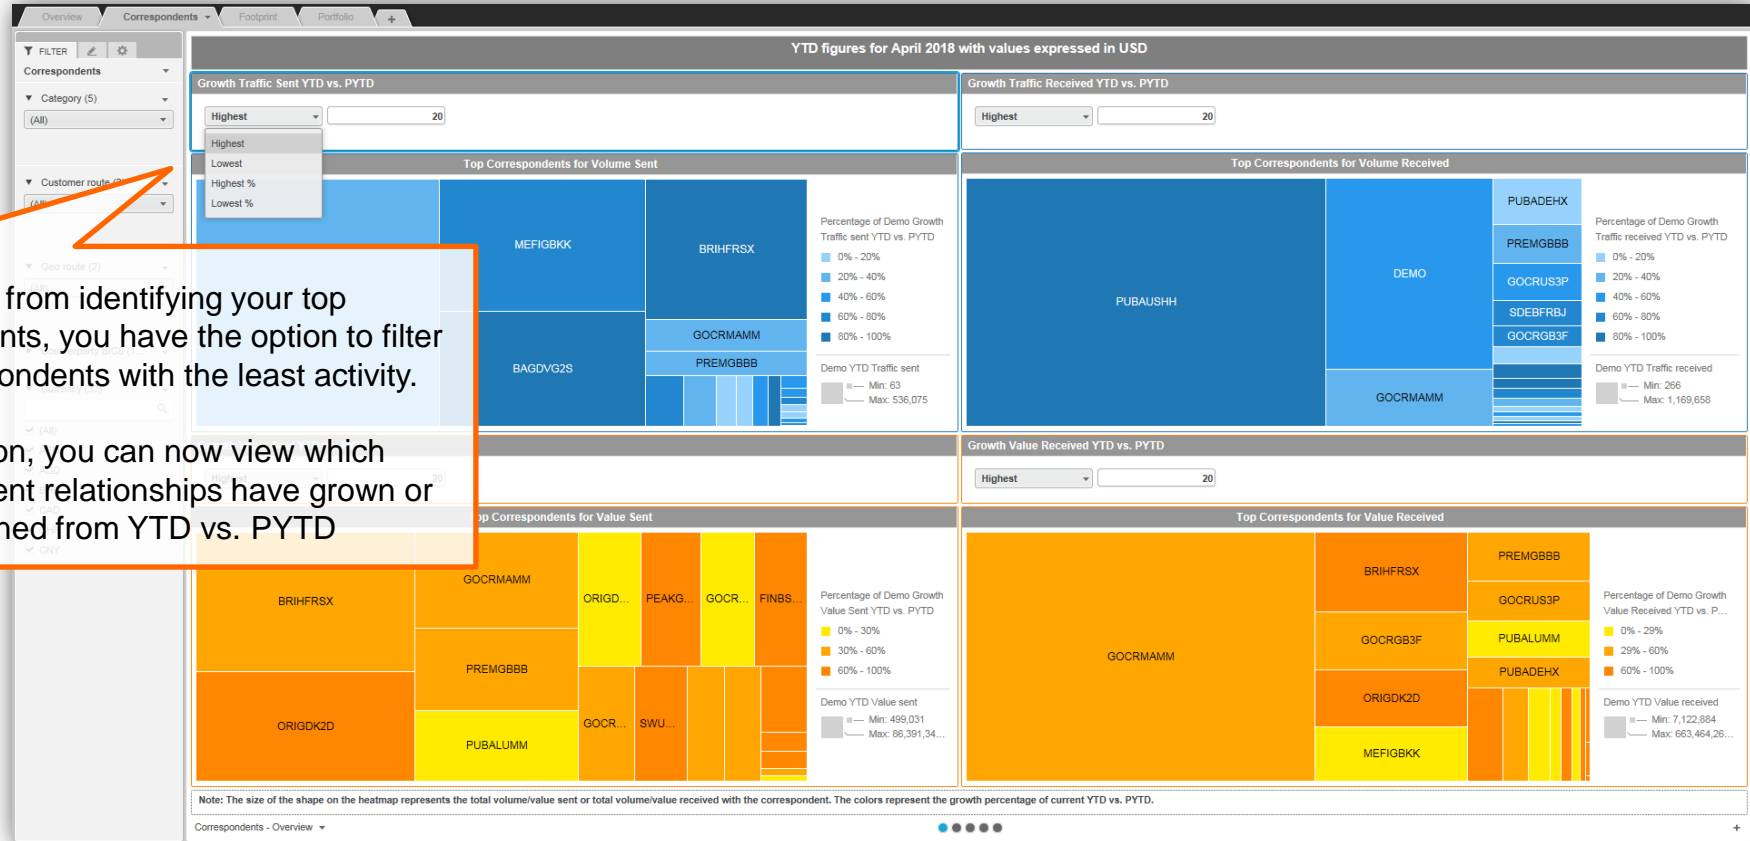 Overview
Correspondents
Footprint
Portfolio
+
FILTER
Correspondents
Category (5)
(All)
Customer route
Geo route (2)
YTD figures for April 2018 with values expressed in USD
Growth Traffic Sent YTD vs. PYTD
Highest
20
Highest
Lowest
Highest %
Lowest %
Growth Traffic Received YTD vs. PYTD
Highest
20
Top Correspondents for Volume Sent
MEFIGBKK
BRIHFRSX
BAGDVG2S
GOCRMAMM
PREMGBBB
Percentage of Demo Growth
Traffic sent YTD vs. PYTD
0% - 20%
20% - 40%
40% - 60%
60% - 80%
80% - 100%
Demo YTD Traffic sent
Min: 63
Max: 536,075
Top Correspondents for Volume Received
PUBAUSHH
DEMO
GOCRMAMM
PUBADEHX
PREMGBBB
GOCRUS3P
SDEBFRBJ
GOCRGB3F
Percentage of Demo Growth
Traffic received YTD vs. PYTD
0% - 20%
20% - 40%
40% - 60%
60% - 80%
80% - 100%
Demo YTD Traffic received
Min: 266
Max: 1,169,658
from identifying your top
nts, you have the option to filter
pondents with the least activity.
on, you can now view which
ent relationships have grown or
ned from YTD vs. PYTD
(All)
CAD
CNY
20
Growth Value Received YTD vs. PYTD
Highest
20
op Correspondents for Value Sent
BRIHFRSX
ORIGDK2D
GOCRMAMM
PREMGBBB
PUBALUMM
ORIGD...
PEAKG...
GOCR...
FINBS...
GOCR...
SWU...
Percentage of Demo Growth
Value Sent YTD vs. PYTD
0% - 30%
30% - 60%
60% - 100%
Demo YTD Value sent
Min: 499,031
Max: 86,391,34...
Top Correspondents for Value Received
GOCRMAMM
BRIHFRSX
GOCRGB3F
ORIGDK2D
MEFIGBKK
PREMGBBB
GOCRUS3P
PUBALUMM
PUBADEHX
Percentage of Demo Growth
Value Received YTD vs. P...
0% - 29%
29% - 60%
60% - 100%
Demo YTD Value received
Min: 7,122,884
Max: 663,464,26...
Note: The size of the shape on the heatmap represents the total volume/value sent or total volume/value received with the correspondent. The colors represent the growth percentage of current YTD vs. PYTD.
Correspondents - Overview
+